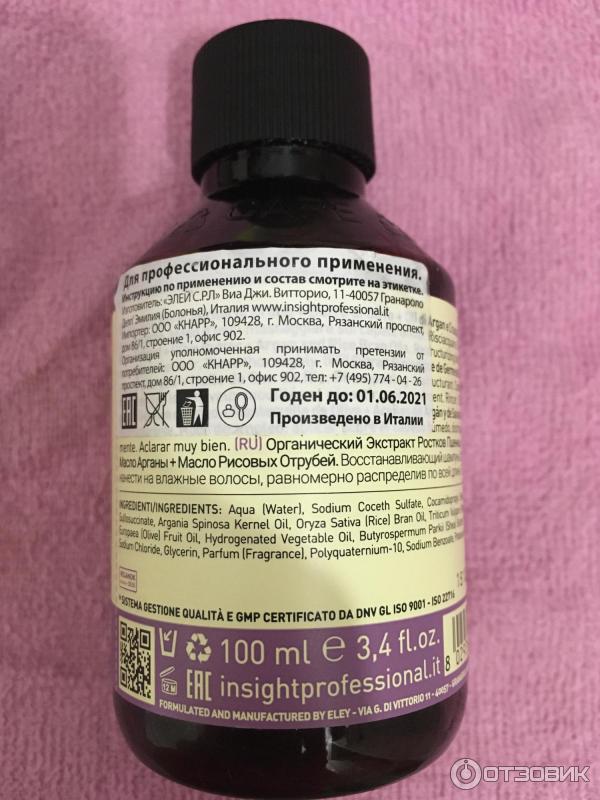 Для профессионального применения.
Инструкцию по применению и состав смотрите на этикетке.
Изготовитель: «ЭЛЕЙ С.Р.Л» Виа Джи. Витторио, 11-40057 Гранароло
Делл' Эмилия (Болонья), Италия www.insightprofessional.it
Импортер: ООО «КНАРР», 109428, г. Москва, Рязанский проспект,
дом 86/1, строение 1, офис 902.
Организация уполномоченная принимать претензии от
потребителей: ООО «КНАРР», 109428, г. Москва, Рязанский
проспект, дом 86/1, строение 1, офис 902, тел: +7 (495) 774 - 04 - 26
EAC Годен до: 01.06.2021
Произведено в Италии
Argan e
mente. Aclarar muy bien. (RU) Органический Экстракт Ростков
Масло Арганы + Масло Рисовых Отрубей. Восстанавливающий
нанести на влажные волосы, равномерно распределив по всей
INGREDIENTI/INGREDIENTS: Aqua (Water), Sodium Coceth Sulfate,
Sulfosuccinate, Argania Spinosa Kernel Oil, Oryza Sativa (Rice) Bran Oil, Triticum
Europaea (Olive) Fruit Oil, Hydrogenated Vegetable Oil, Butyrospermum Parkii (Shea)
Sodium Chloride, Glycerin, Parfum (Fragrance), Polyquaternium-10, Sodium Benzoate,
* SISTEMA GESTIONE QUALITÀ E GMP CERTIFICATO DA DNV GL ISO 9001 - ISO 22716
100 ml e 3,4 fl.oz.
12 M EAC insightprofessional.it
FORMULATED AND MANUFACTURED BY ELEY - VIA G. DI VITTORIO 11 - 40057 -
ОТЗОВИК